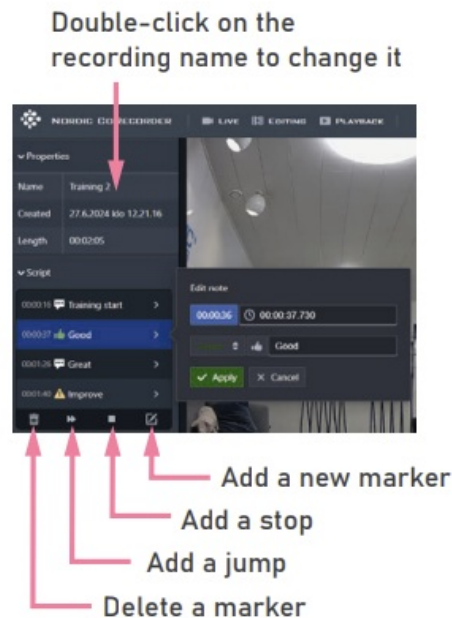 Double-click on the
recording name to change it
NORDIC CORECORDER LIVE EDITING PLAYBACK
Properties
Name Training 2
Created 27.6.2024 klo 12.21.16
Length 00:02:05
Script
00:00:16 Training start
00:00:37 Good
00:01:26 Great
00:01:40 Improve
Edit note
00:00:36 00:00:37.730
Good
Apply Cancel
Add a new marker
Add a stop
Add a jump
Delete a marker